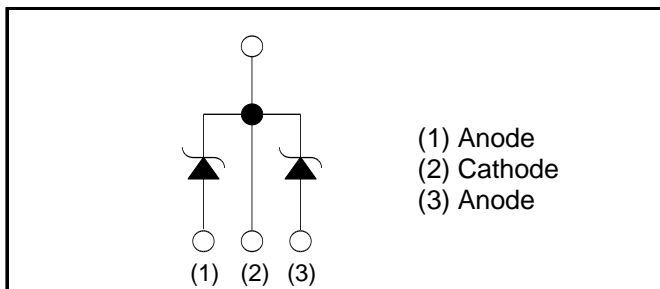 (1) Anode
(2) Cathode
(3) Anode
(1) (2) (3)